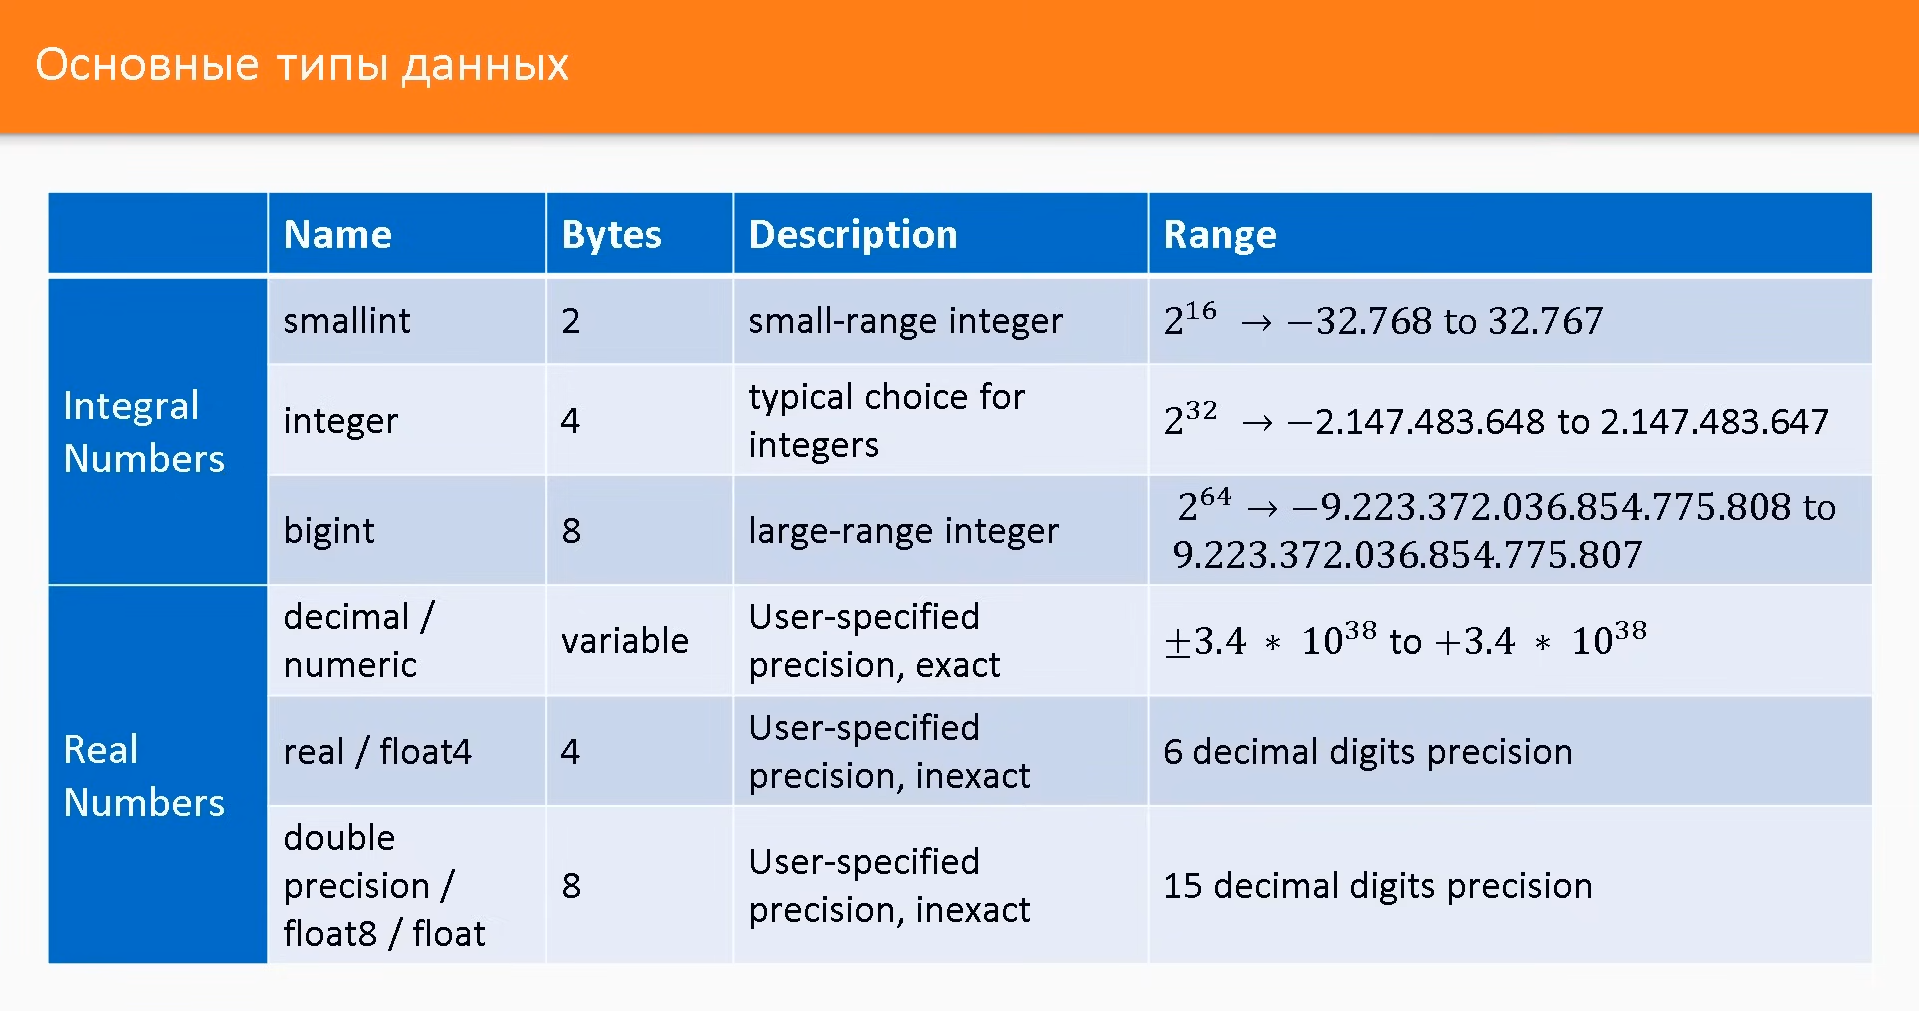 Основные типы данных
Name Bytes Description Range
Integral
Numbers
smallint 2 small-range integer 2¹⁶ → −32.768 to 32.767
integer 4 typical choice for
integers 2³² → −2.147.483.648 to 2.147.483.647
bigint 8 large-range integer 2⁶⁴ → −9.223.372.036.854.775.808 to
9.223.372.036.854.775.807
Real
Numbers
decimal /
numeric variable User-specified
precision, exact ±3.4 ∗ 10³⁸ to +3.4 ∗ 10³⁸
real / float4 4 User-specified
precision, inexact 6 decimal digits precision
double
precision /
float8 / float 8 User-specified
precision, inexact 15 decimal digits precision